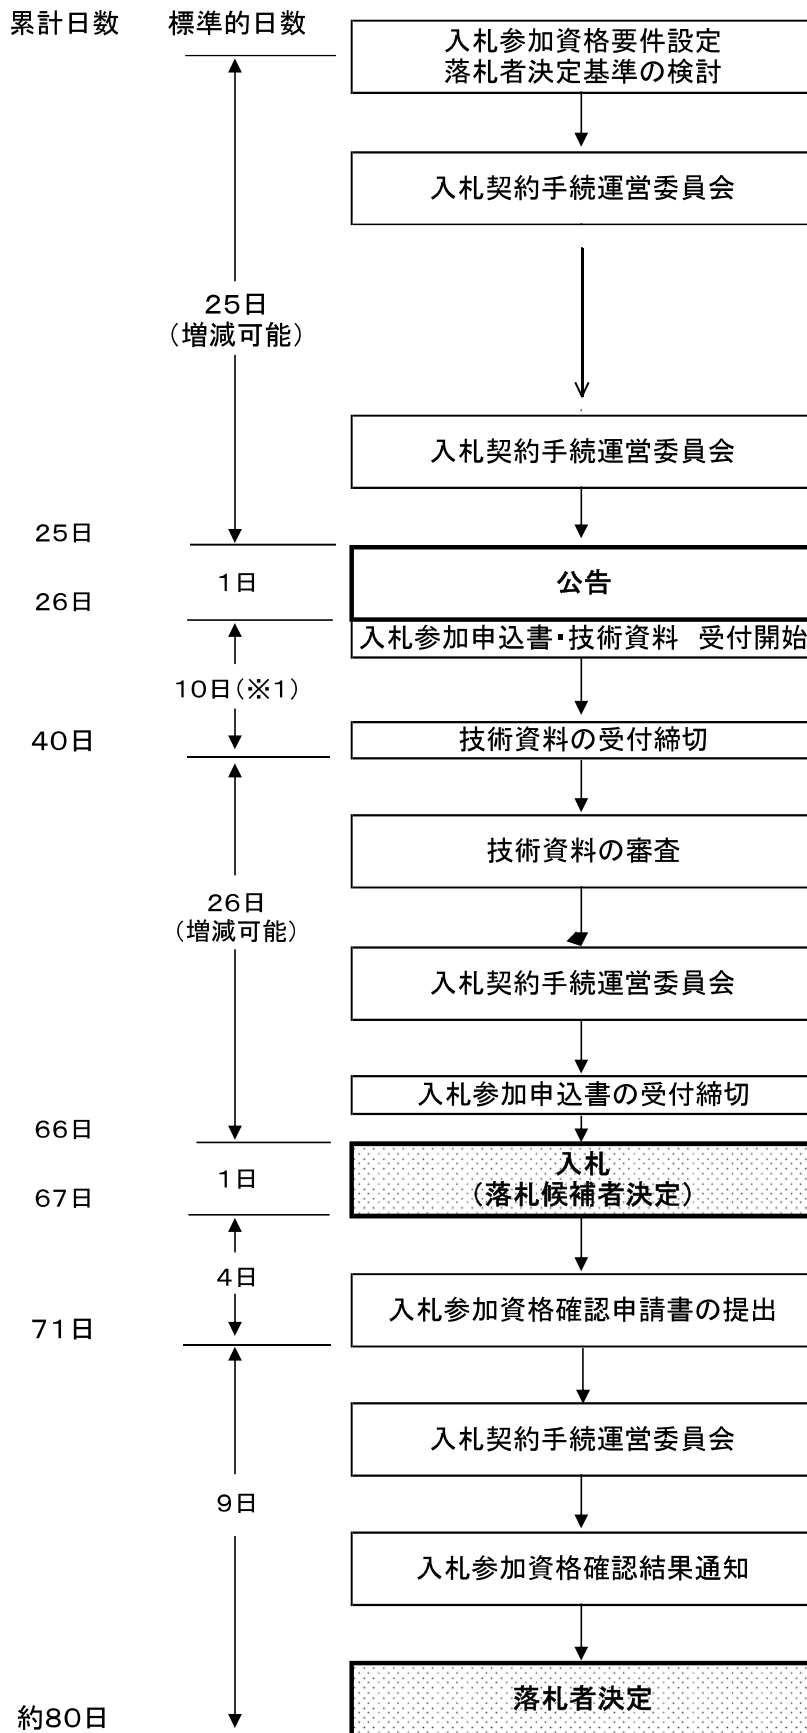 累計日数 標準的日数
入札参加資格要件設定
落札者決定基準の検討
入札契約手続運営委員会
25日
(増減可能)
入札契約手続運営委員会
25日
1日
公告
26日
入札参加申込書・技術資料 受付開始
10日(※1)
40日
技術資料の受付締切
技術資料の審査
26日
(増減可能)
入札契約手続運営委員会
入札参加申込書の受付締切
66日
入札
(落札候補者決定)
1日
67日
4日
入札参加資格確認申請書の提出
71日
入札契約手続運営委員会
9日
入札参加資格確認結果通知
落札者決定
約80日